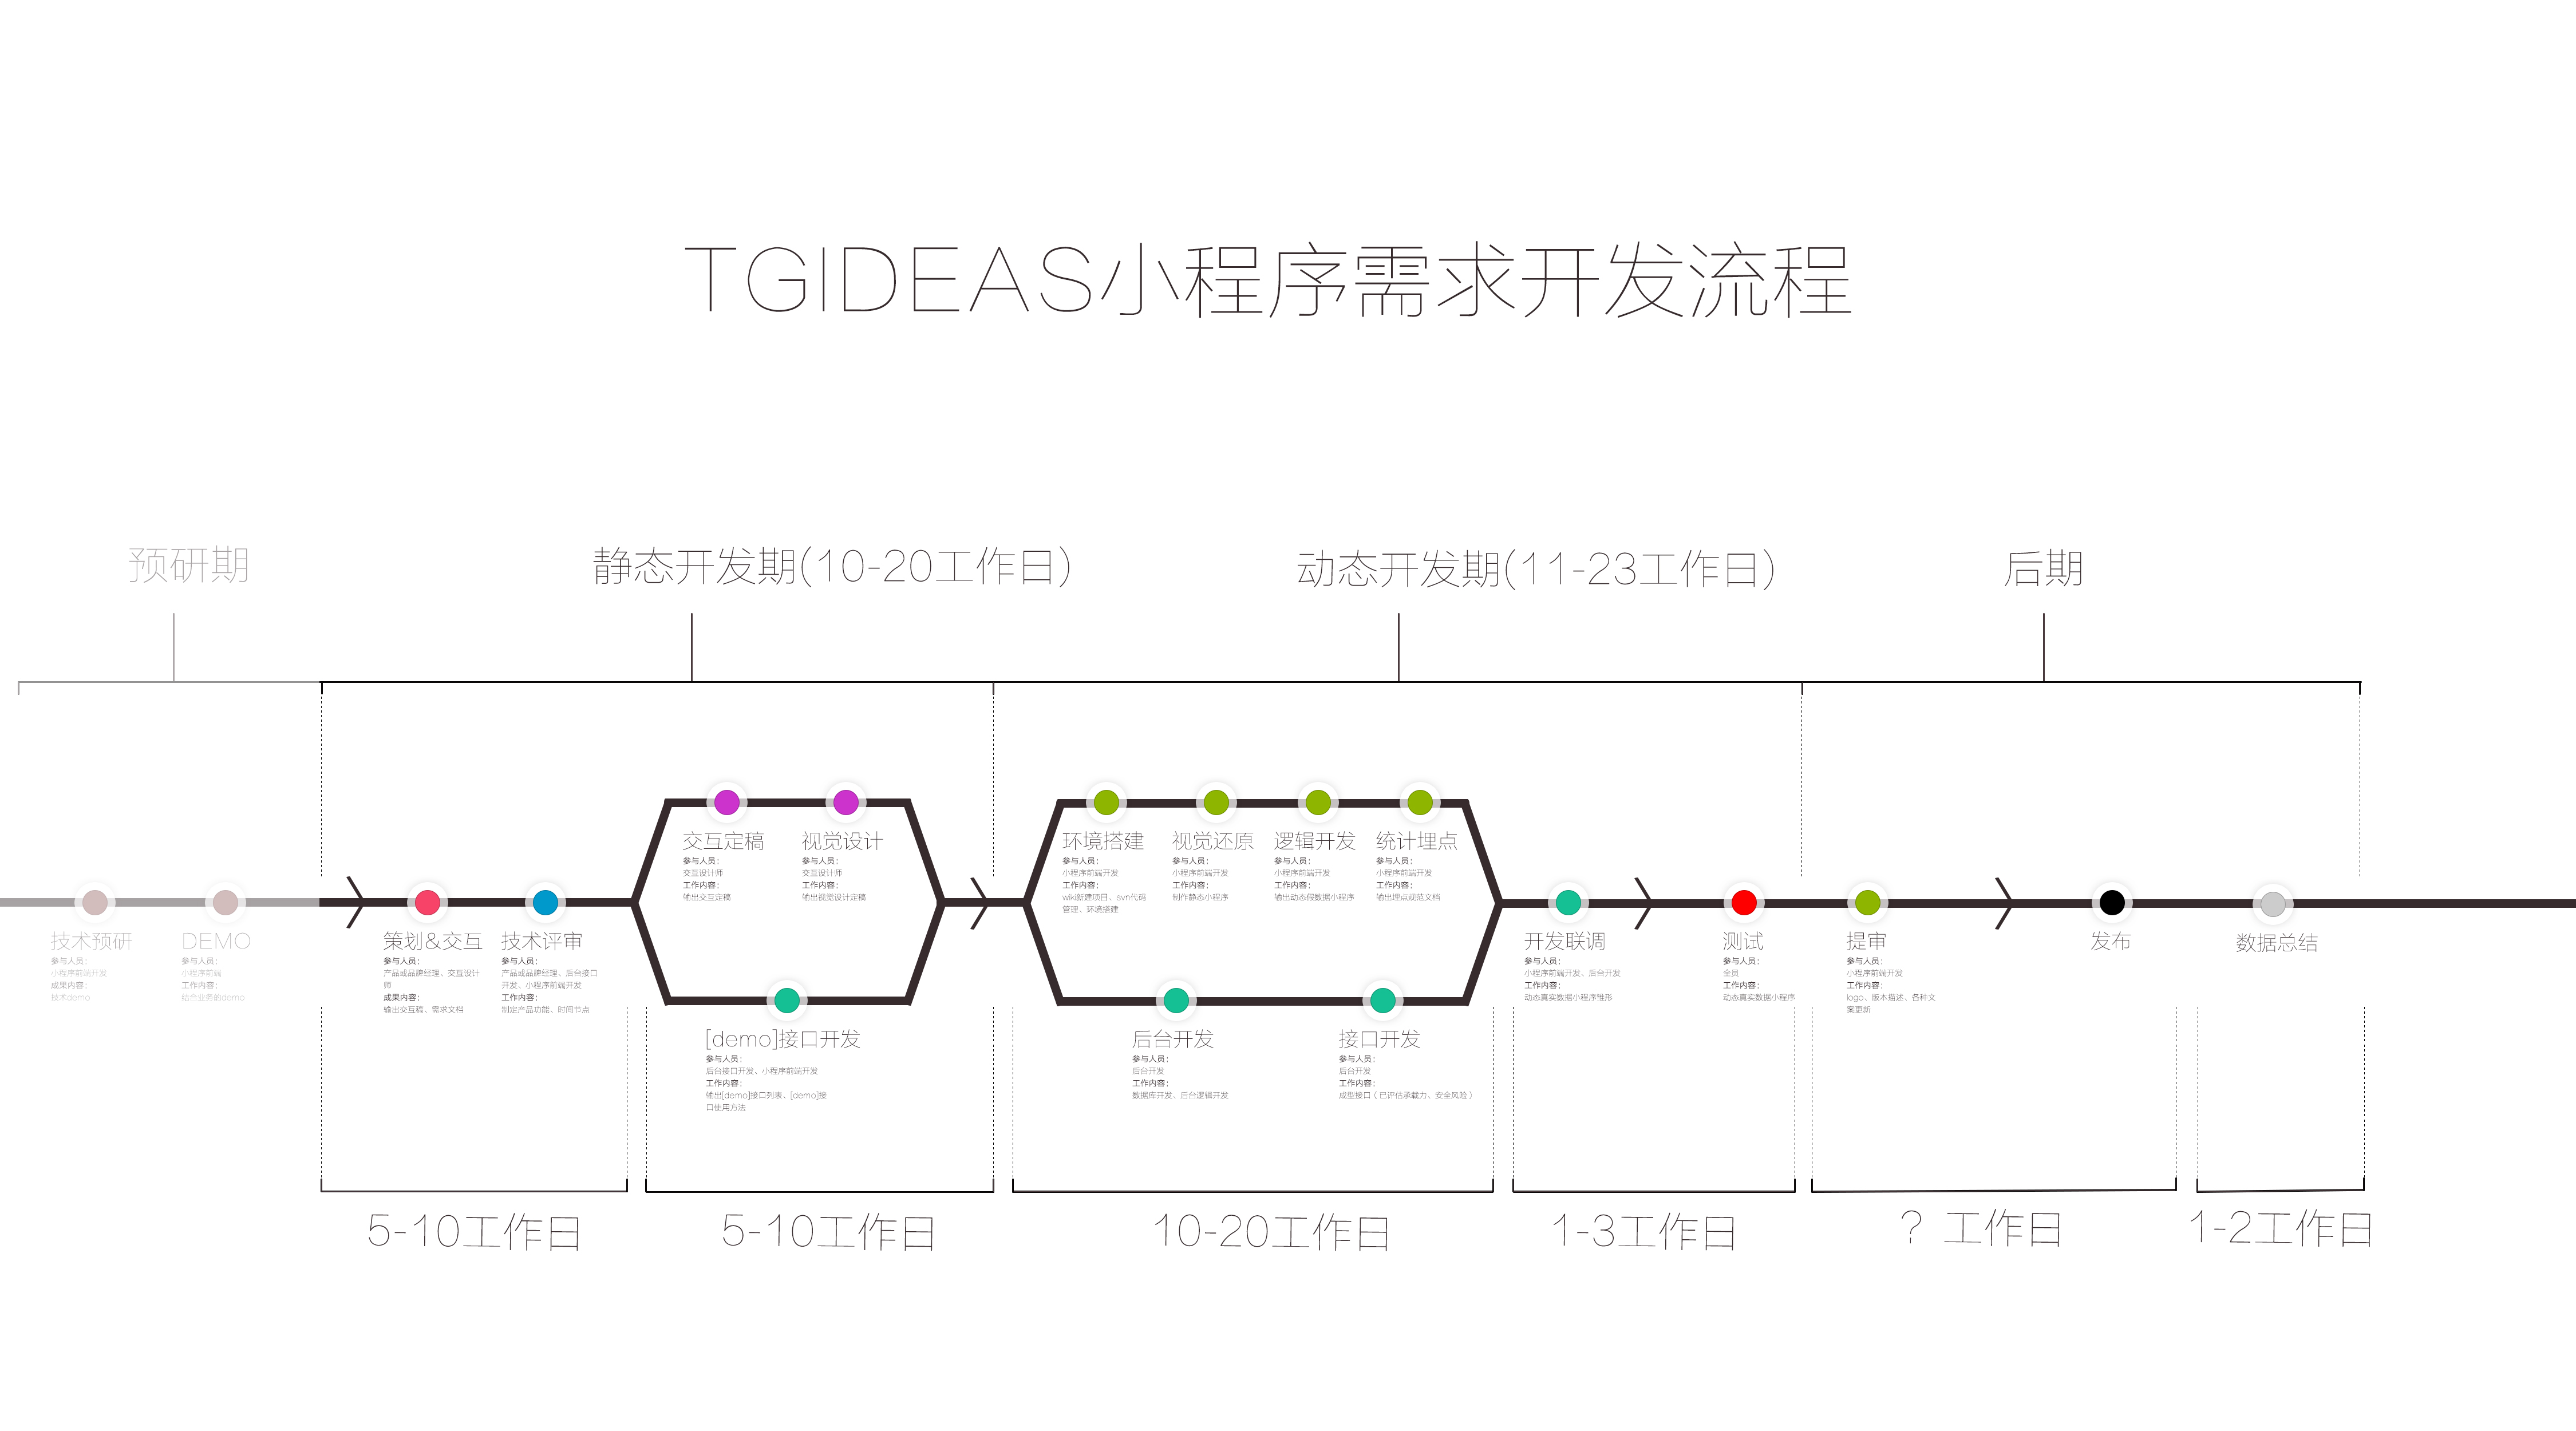 TGIDEAS小程序需求开发流程
预研期
静态开发期(10-20工作日)
动态开发期(11-23工作日)
后期
交互定稿
参与人员：
交互设计师
工作内容：
输出交互定稿
视觉设计
参与人员：
交互设计师
工作内容：
输出视觉设计定稿
环境搭建
参与人员：
小程序前端开发
工作内容：
wiki新建项目、svn代码
管理、环境搭建
视觉还原
参与人员：
小程序前端开发
工作内容：
制作静态小程序
逻辑开发
参与人员：
小程序前端开发
工作内容：
输出动态假数据小程序
统计埋点
参与人员：
小程序前端开发
工作内容：
输出埋点规范文档
技术预研
参与人员：
小程序前端开发
成果内容：
技术demo
DEMO
参与人员：
小程序前端
工作内容：
结合业务的demo
策划&交互
参与人员：
产品或品牌经理、交互设计
师
成果内容：
输出交互稿、需求文档
技术评审
参与人员：
产品或品牌经理、后台接口
开发、小程序前端开发
工作内容：
制定产品功能、时间节点
开发联调
参与人员：
小程序前端开发、后台开发
工作内容：
动态真实数据小程序雏形
测试
参与人员：
全员
工作内容：
动态真实数据小程序
提审
参与人员：
小程序前端开发
工作内容：
logo、版本描述、各种文
案更新
发布
数据总结
[demo]接口开发
参与人员：
后台接口开发、小程序前端开发
工作内容：
输出[demo]接口列表、[demo]接
口使用方法
后台开发
参与人员：
后台开发
工作内容：
数据库开发、后台逻辑开发
接口开发
参与人员：
后台开发
工作内容：
成型接口（已评估承载力、安全风险）
5-10工作日
5-10工作日
10-20工作日
1-3工作日
？ 工作日
1-2工作日